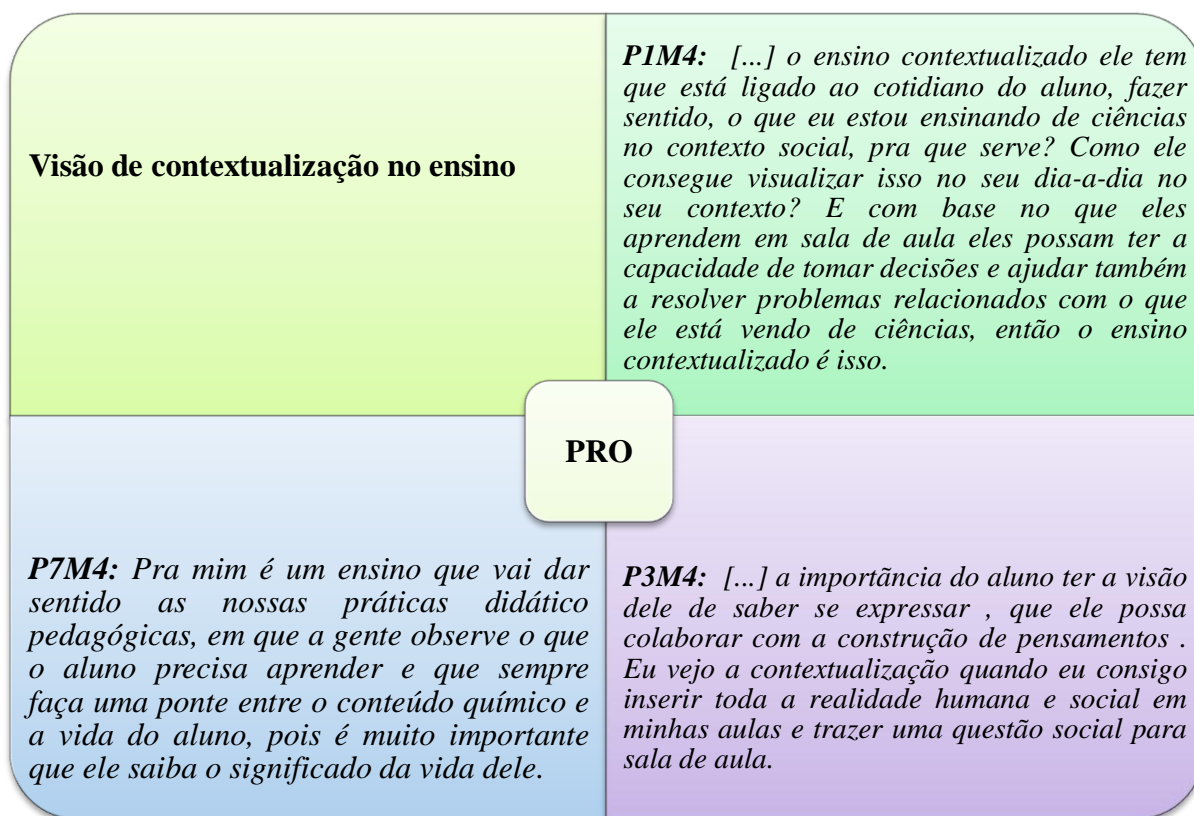 Visão de contextualização no ensino
P1M4: [...] o ensino contextualizado ele tem
que está ligado ao cotidiano do aluno, fazer
sentido, o que eu estou ensinando de ciências
no contexto social, pra que serve? Como ele
consegue visualizar isso no seu dia-a-dia no
seu contexto? E com base no que eles
aprendem em sala de aula eles possam ter a
capacidade de tomar decisões e ajudar também
a resolver problemas relacionados com o que
ele está vendo de ciências, então o ensino
contextualizado é isso.
PRO
P7M4: Pra mim é um ensino que vai dar
sentido as nossas práticas didático
pedagógicas, em que a gente observe o que
o aluno precisa aprender e que sempre
faça uma ponte entre o conteúdo químico e
a vida do aluno, pois é muito importante
que ele saiba o significado da vida dele.
P3M4: [...] a importãncia do aluno ter a visão
dele de saber se expressar , que ele possa
colaborar com a construção de pensamentos .
Eu vejo a contextualização quando eu consigo
inserir toda a realidade humana e social em
minhas aulas e trazer uma questão social para
sala de aula.